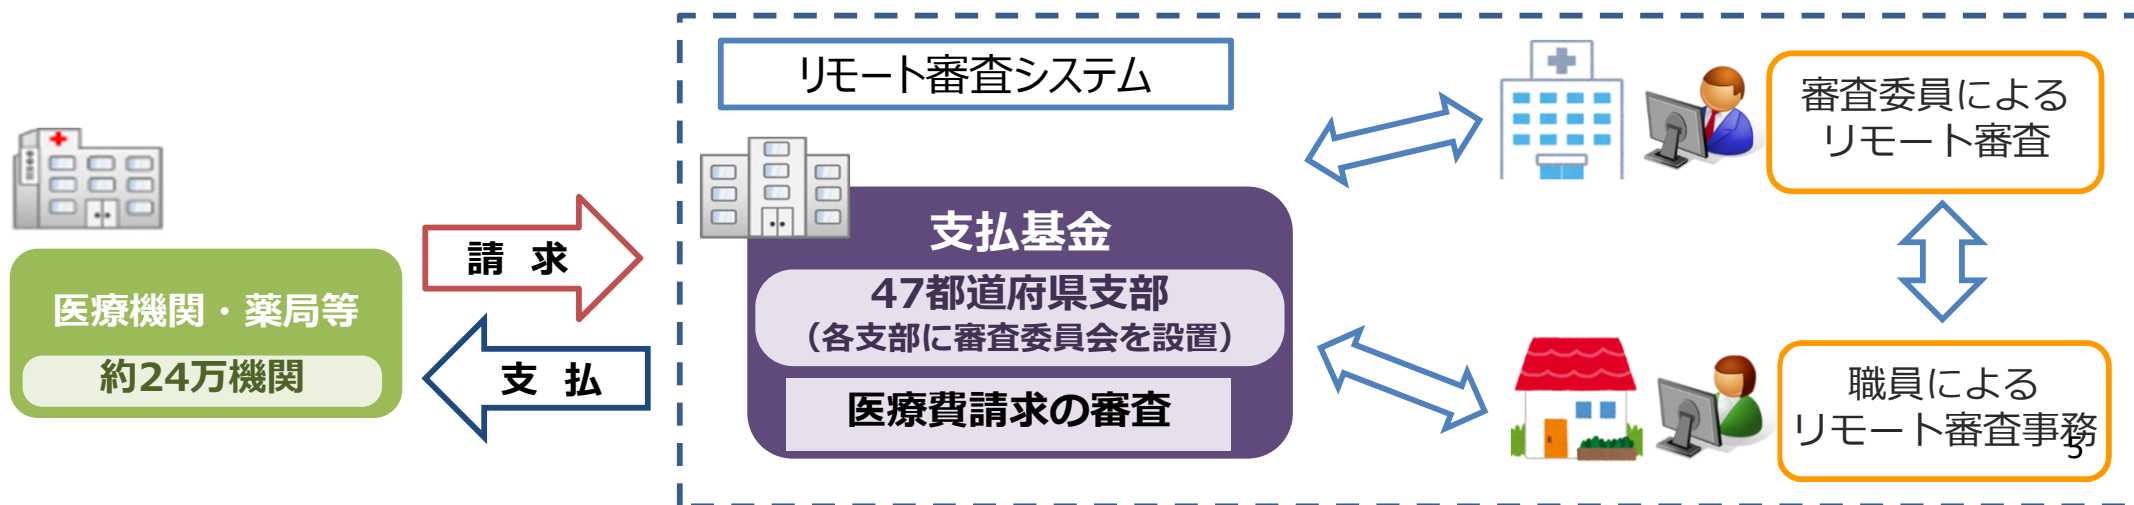 リモート審査システム
審査委員による
リモート審査
支払基金
請 求
47都道府県支部
(各支部に審査委員会を設置)
医療機関・薬局等
約24万機関
支 払
医療費請求の審査
職員による
リモート審査事務
5